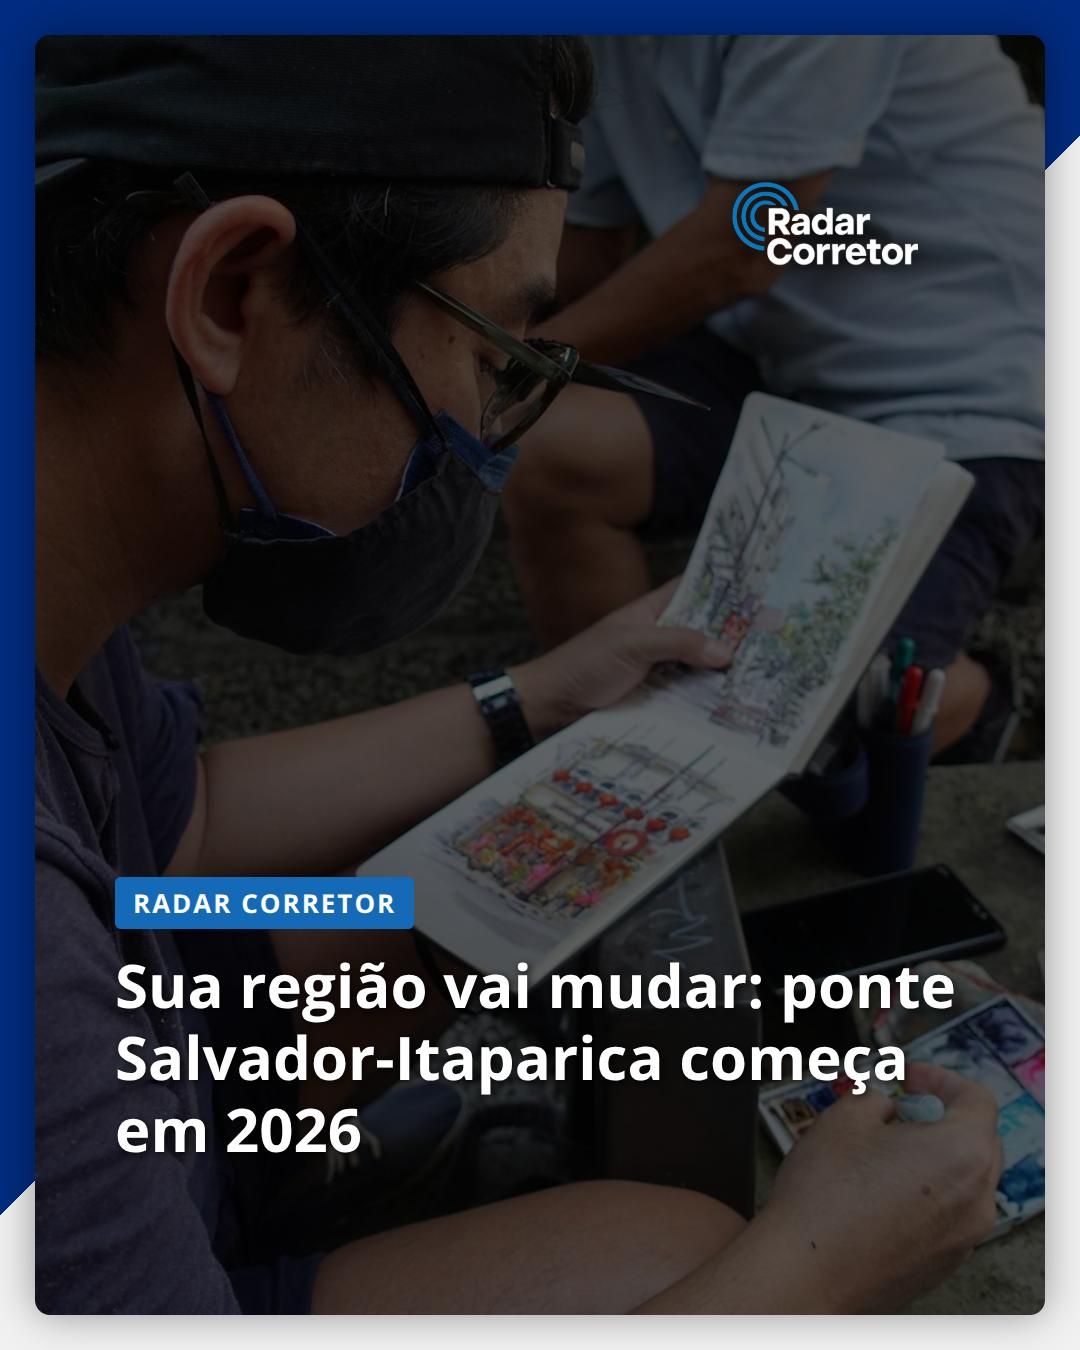 Radar
Corretor
RADAR CORRETOR
Sua região vai mudar: ponte
Salvador-Itaparica começa
em 2026